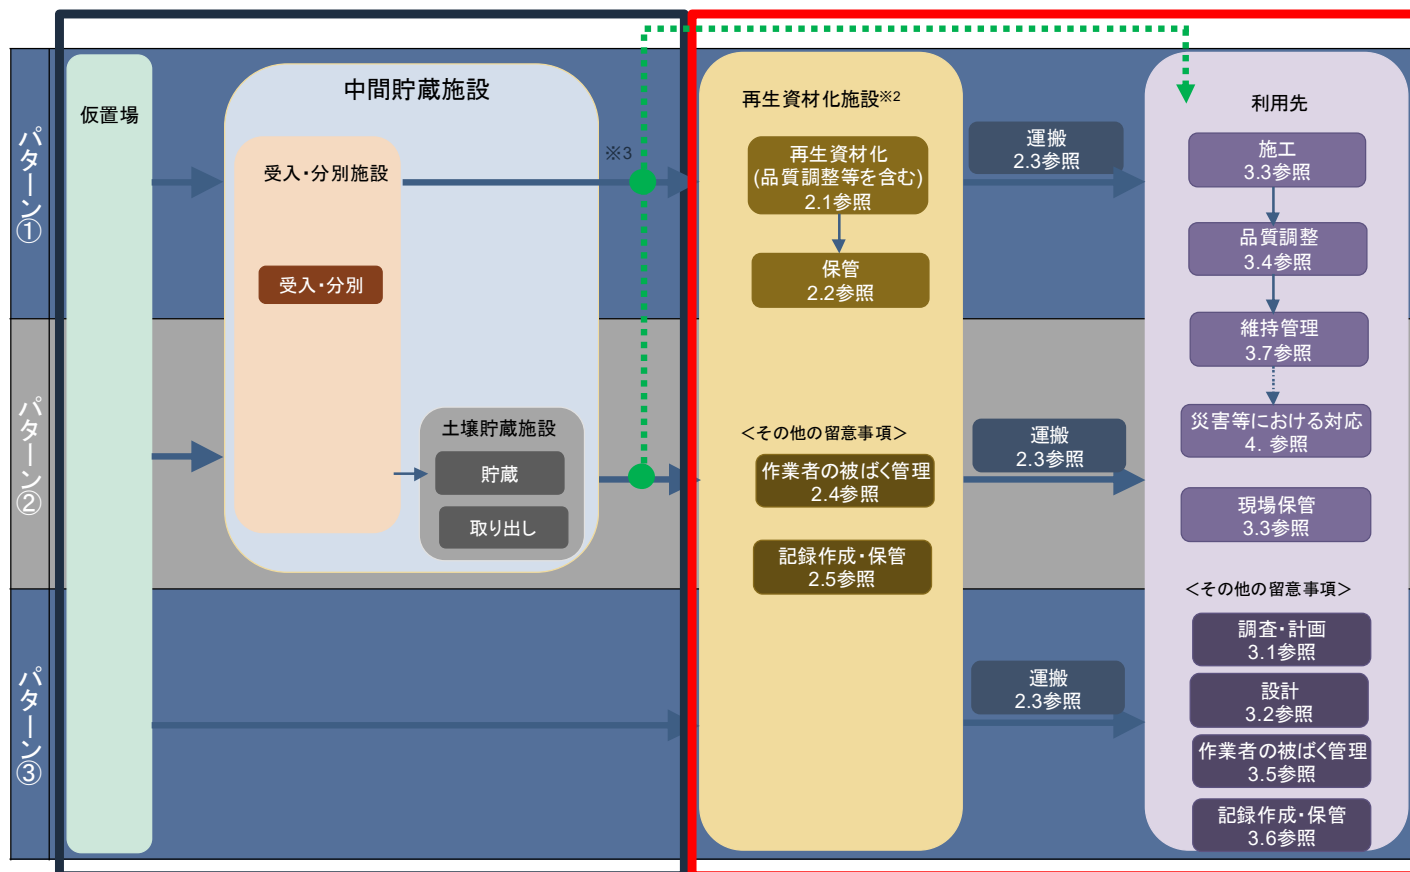 パターン①
パターン②
パターン③
仮置場
中間貯蔵施設
受入・分別施設
受入・分別
土壌貯蔵施設
貯蔵
取り出し
※3
再生資材化施設※2
再生資材化
(品質調整等を含む)
2.1参照
保管
2.2参照
＜その他の留意事項＞
作業者の被ばく管理
2.4参照
記録作成・保管
2.5参照
運搬
2.3参照
運搬
2.3参照
運搬
2.3参照
利用先
施工
3.3参照
品質調整
3.4参照
維持管理
3.7参照
災害等における対応
4. 参照
現場保管
3.3参照
＜その他の留意事項＞
調査・計画
3.1参照
設計
3.2参照
作業者の被ばく管理
3.5参照
記録作成・保管
3.6参照